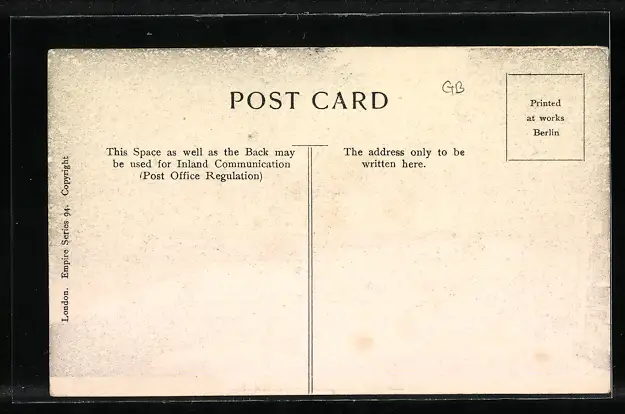 POST CARD
GB
Printed
at works
Berlin
This Space as well as the Back may
be used for Inland Communication
(Post Office Regulation)
The address only to be
written here.
London. Empire Series 94. Copyright